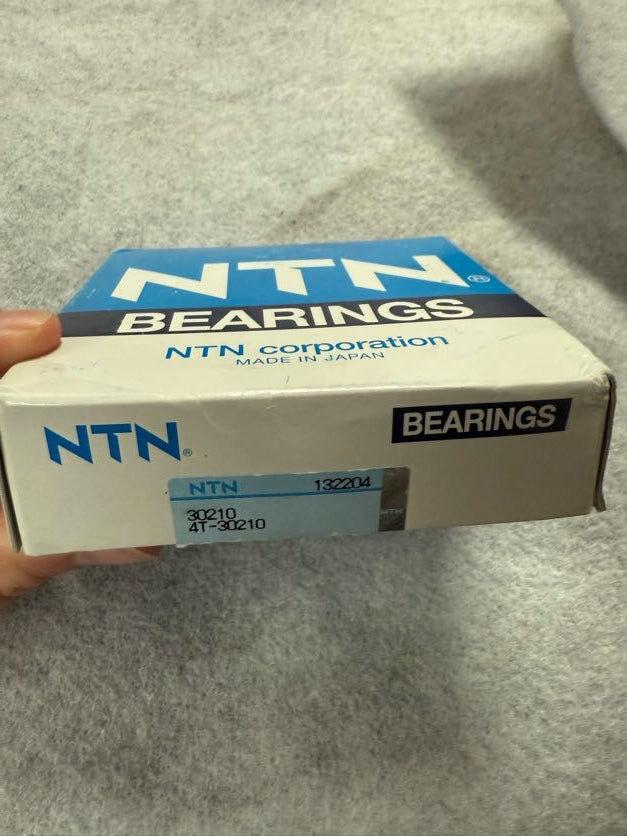 NTN®
BEARINGS
NTN corporation
MADE IN JAPAN
NTN®
BEARINGS
NTN 132204
30210
4T-30210
NTN